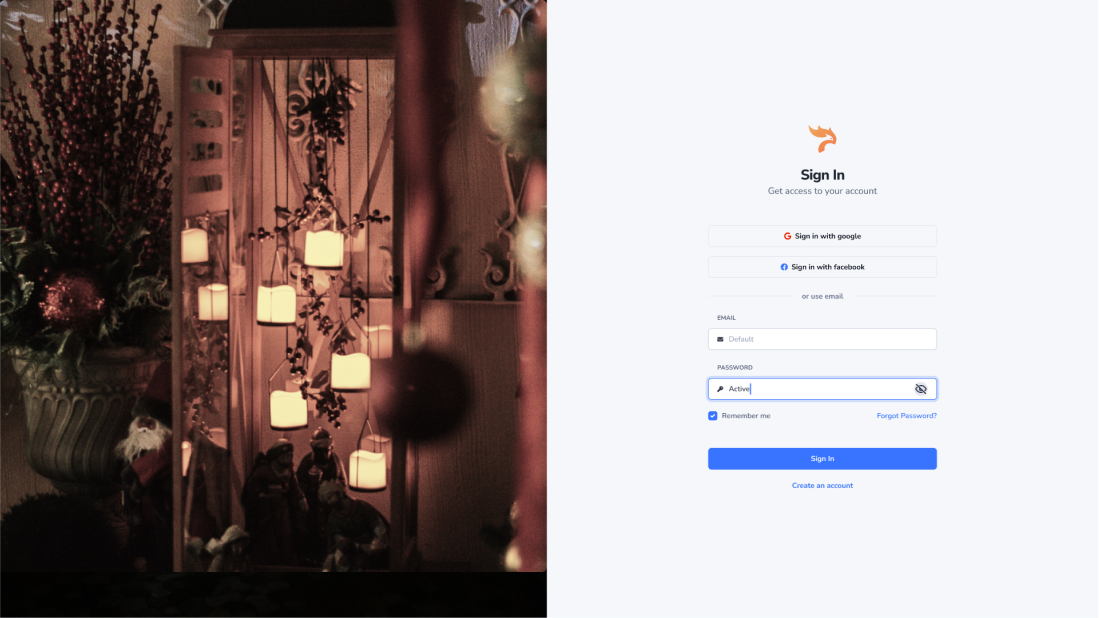 Sign In
Get access to your account
Sign in with google
Sign in with facebook
or use email
EMAIL
Default
PASSWORD
Active
Remember me
Forgot Password?
Sign In
Create an account